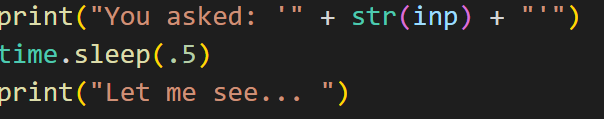 print("You asked: '" + str(inp) + "'")
time.sleep(.5)
print("Let me see... ")